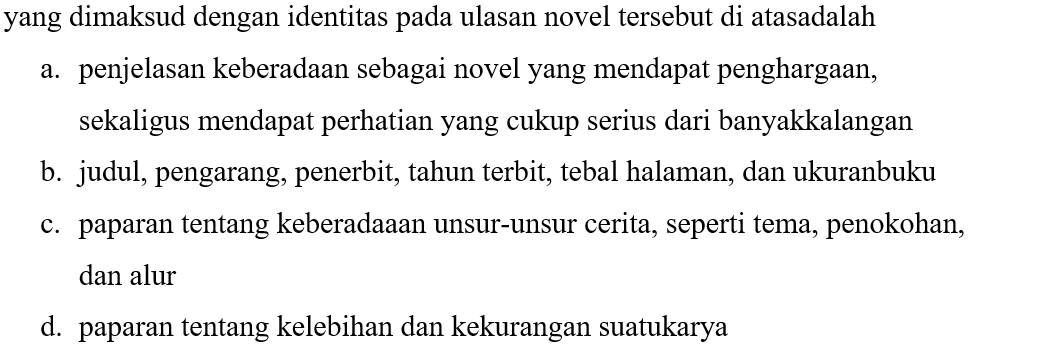 yang dimaksud dengan identitas pada ulasan novel tersebut di atasadalah
a. penjelasan keberadaan sebagai novel yang mendapat penghargaan,
sekaligus mendapat perhatian yang cukup serius dari banyakkalangan
b. judul, pengarang, penerbit, tahun terbit, tebal halaman, dan ukuranbuku
c. paparan tentang keberadaaan unsur-unsur cerita, seperti tema, penokohan,
dan alur
d. paparan tentang kelebihan dan kekurangan suatukarya